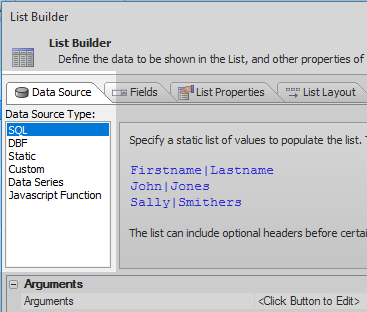 List Builder
List Builder
Define the data to be shown in the List, and other properties of
Data Source
Fields
List Properties
List Layout
Data Source Type:
SQL
DBF
Static
Custom
Data Series
Javascript Function
Specify a static list of values to populate the list.
Firstname|Lastname
John|Jones
Sally|Smithers
The list can include optional headers before certai
Arguments
Arguments <Click Button to Edit>